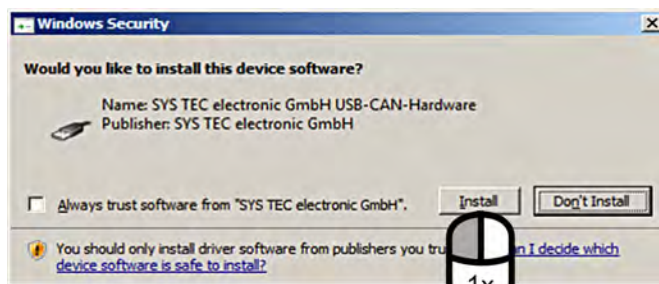 Windows Security
Would you like to install this device software?
Name: SYS TEC electronic GmbH USB-CAN-Hardware
Publisher: SYS TEC electronic GmbH
Always trust software from "SYS TEC electronic GmbH".
Install
Don't Install
You should only install driver software from publishers you I decide which
device software is safe to install?
1x